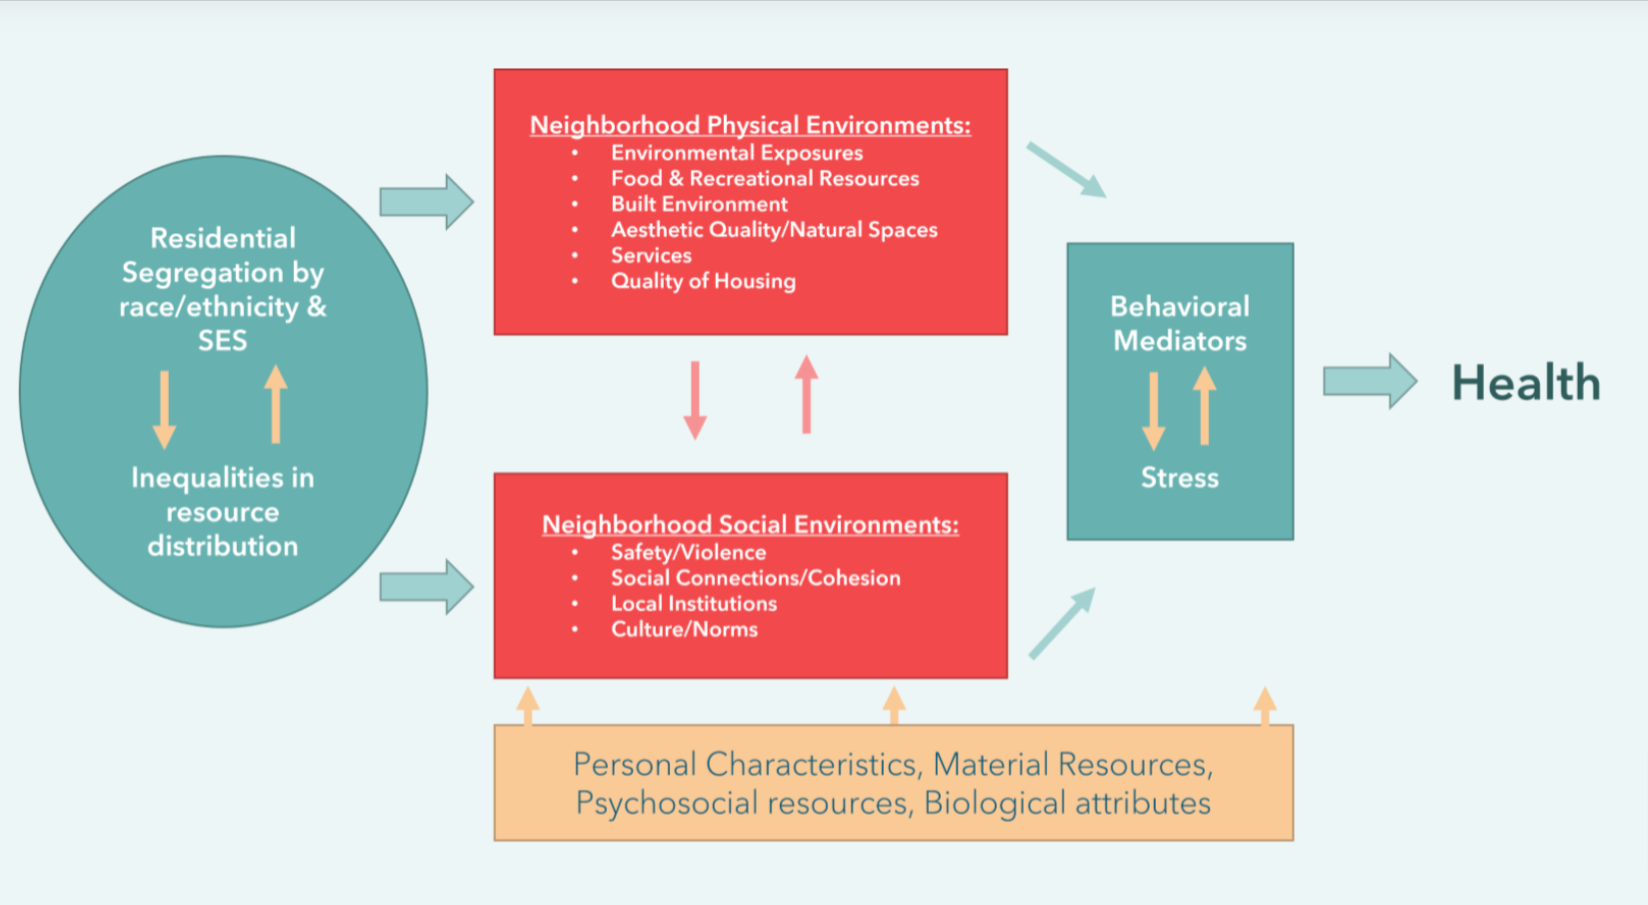 Residential
Segregation by
race/ethnicity &
SES
Inequalities in
resource
distribution
Neighborhood Physical Environments:
• Environmental Exposures
• Food & Recreational Resources
• Built Environment
• Aesthetic Quality/Natural Spaces
• Services
• Quality of Housing
Neighborhood Social Environments:
• Safety/Violence
• Social Connections/Cohesion
• Local Institutions
• Culture/Norms
Behavioral
Mediators
Stress
Health
Personal Characteristics, Material Resources,
Psychosocial resources, Biological attributes